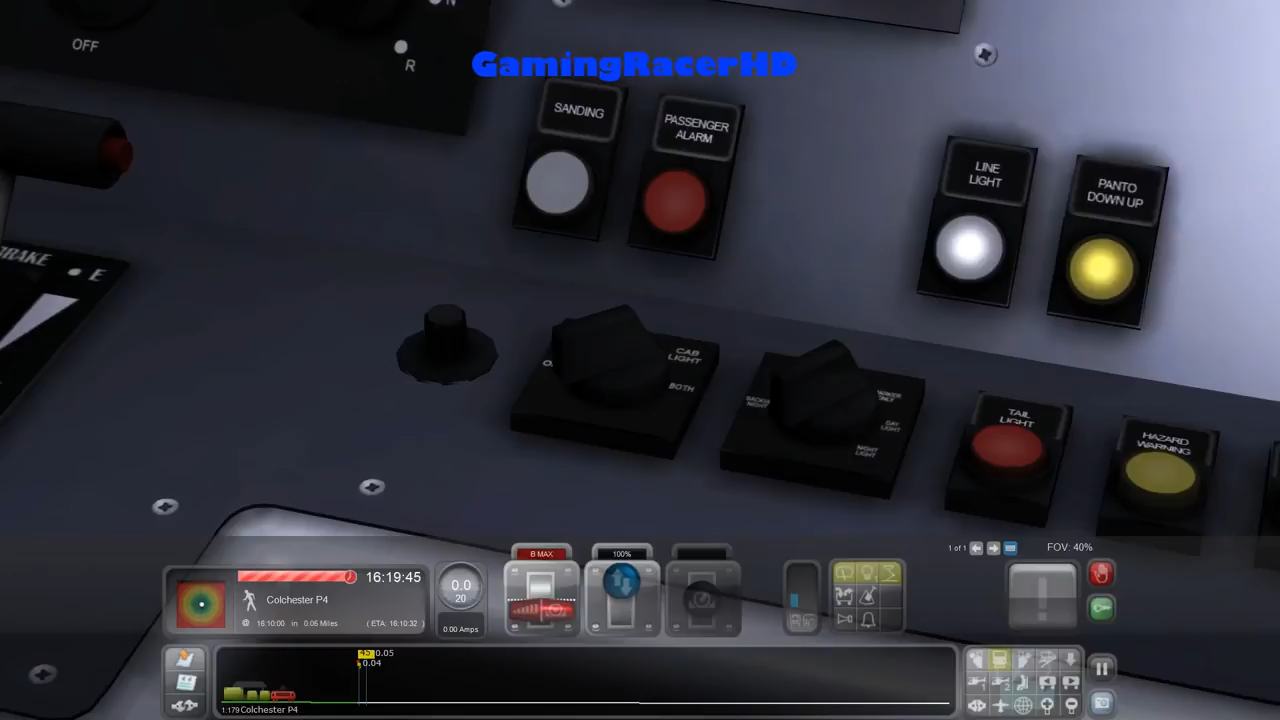 N
OFF
R
GamingRacerHD
SANDING
PASSENGER
ALARM
LINE
LIGHT
PANTO
DOWN UP
BRAKE
E
CAB
LIGHT
BOTH
DAY
LIGHT
NIGHT
LIGHT
TAIL
LIGHT
HAZARD
WARNING
1 of 1
FOV: 40%
100%
16:19:45
Colchester P4
@ 16:10:00 in 0.06 Miles ( ETA: 16:10:32 )
0.0
20
0.00 Amps
0.05
0.04
1.179 Colchester P4